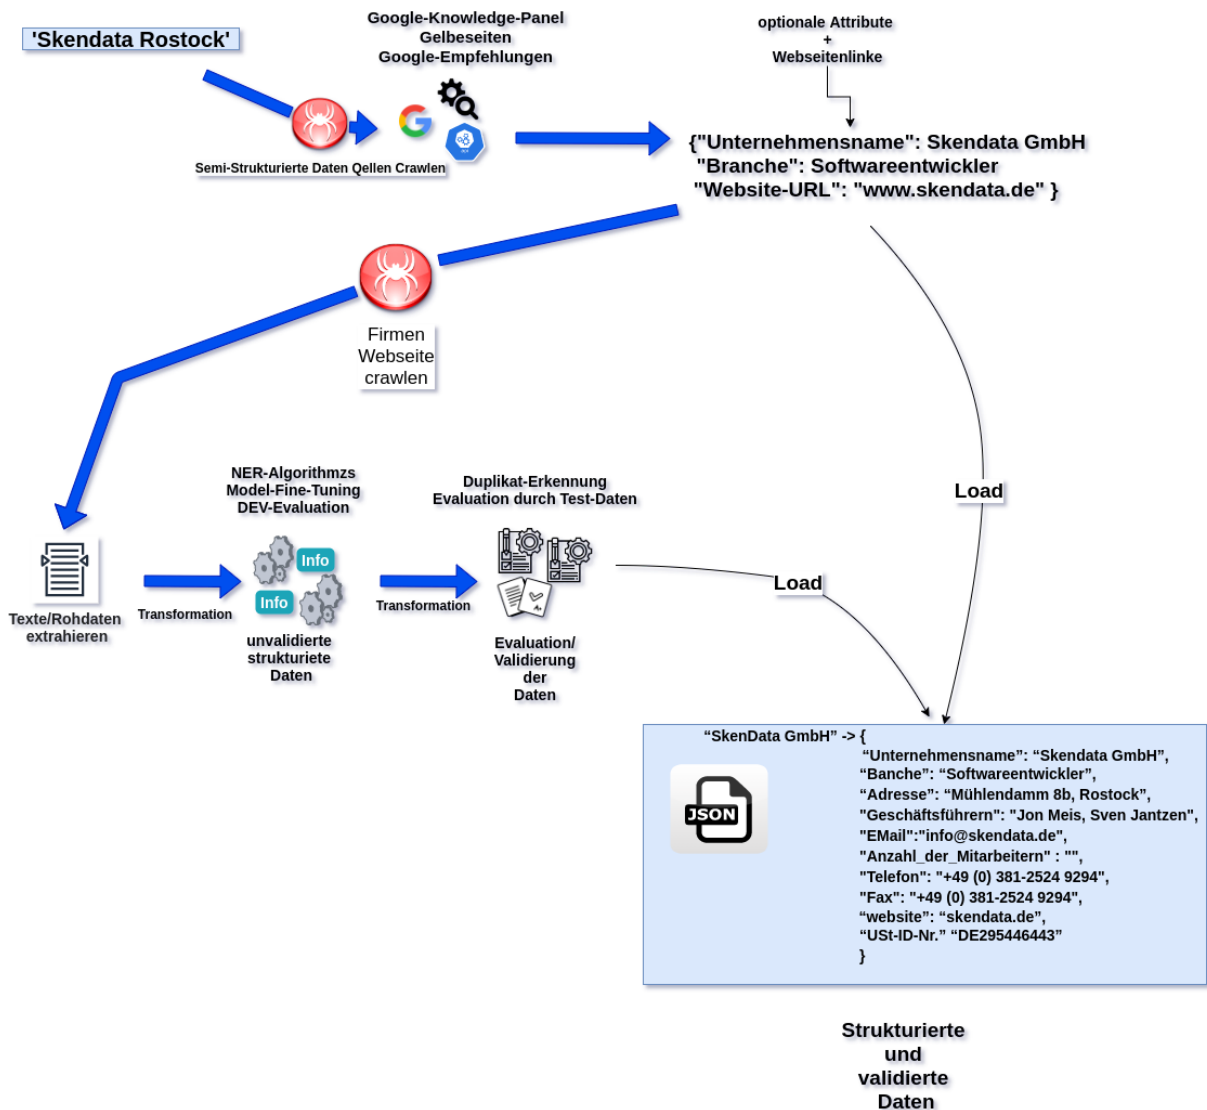 'Skendata Rostock'
Google-Knowledge-Panel
Gelbeseiten
Google-Empfehlungen
optionale Attribute
+
Webseitenlinke
Semi-Strukturierte Daten Qellen Crawlen
{"Unternehmensname": Skendata GmbH
"Branche": Softwareentwickler
"Website-URL": "www.skendata.de" }
Firmen
Webseite
crawlen
Load
NER-Algorithmzs
Model-Fine-Tuning
DEV-Evaluation
Duplikat-Erkennung
Evaluation durch Test-Daten
Info
Info
Load
Texte/Rohdaten
extrahieren
Transformation
unvalidierte
strukturiete
Daten
Transformation
Evaluation/
Validierung
der
Daten
“SkenData GmbH” -> {
“Unternehmensname”: “Skendata GmbH”,
“Banche”: “Softwareentwickler”,
“Adresse”: “Mühlendamm 8b, Rostock”,
"Geschäftsführern": "Jon Meis, Sven Jantzen",
"EMail":"info@skendata.de",
"Anzahl_der_Mitarbeitern" : "",
"Telefon": "+49 (0) 381-2524 9294",
"Fax": "+49 (0) 381-2524 9294",
“website”: “skendata.de”,
“USt-ID-Nr.” “DE295446443”
}
JSON
Strukturierte
und
validierte
Daten